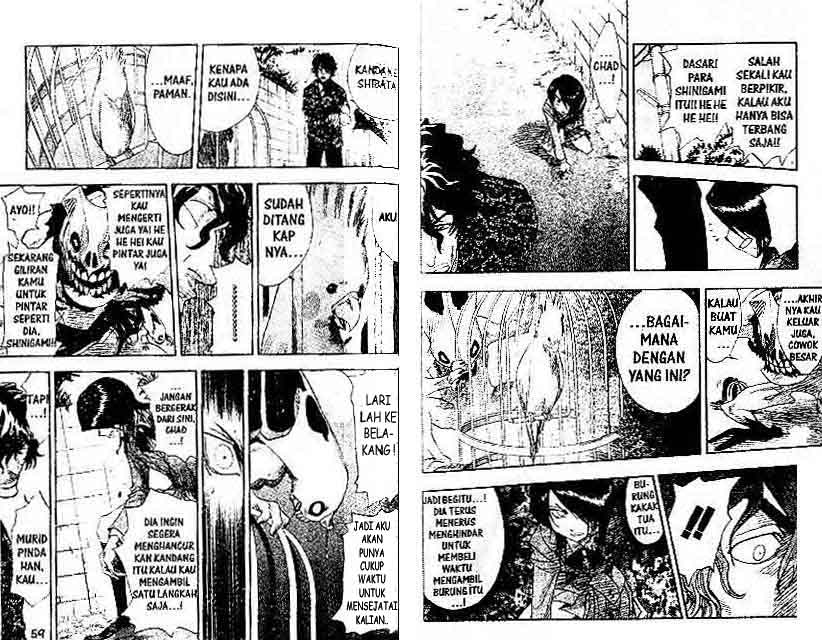 SALAH
SEKALI KAU
BERPIKIR,
KALAU AKU
HANYA BISA
TERBANG
SAJA!!
DASARI
PARA
SHINIGAMI
ITU!! HE HE
HE HE!!
CHAD
...!
....AKHIR
NYA KAU
KELUAR
JUGA,
COWOK
BESAR
KALAU
BUAT
KAMU...
...BAGAI-
MANA
DENGAN
YANG INI?
!!
BU-
RUNG
KAKAK
TUA
ITU...
JADI BEGITU...!
DIA TERUS
MENERUS
MENGHINDAR
UNTUK
MEMBELI
WAKTU
MENGAMBIL
BURUNG ITU
...!
SHIBATA
KENAPA
KAU ADA
DISINI...
...MAAF,
PAMAN.
AKU
SUDAH
DITANG
KAP
NYA...
SEPERTINYA
KAU
MENGERTI
JUGA YA! HE
HE HE! KAU
PINTAR JUGA
YA!
AYO!!
SEKARANG
GILIRAN
KAMU
UNTUK
PINTAR
SEPERTI
DIA,
SHINIGAMI!!
LARI
LAH KE
BELA-
KANG!
JADI AKU
AKAN
PUNYA
CUKUP
WAKTU
UNTUK
MENSEJATAI
KALIAN..
...
JANGAN
BERGERAK
DARI SINI,
CHAD
...!
DIA INGIN
SEGERA
MENGHANCUR
KAN KANDANG
ITU KALAU KAU
MENGAMBIL
SATU LANGKAH
SAJA...!
TAPI
...!
MURID
PINDA
HAN,
KAU...
59